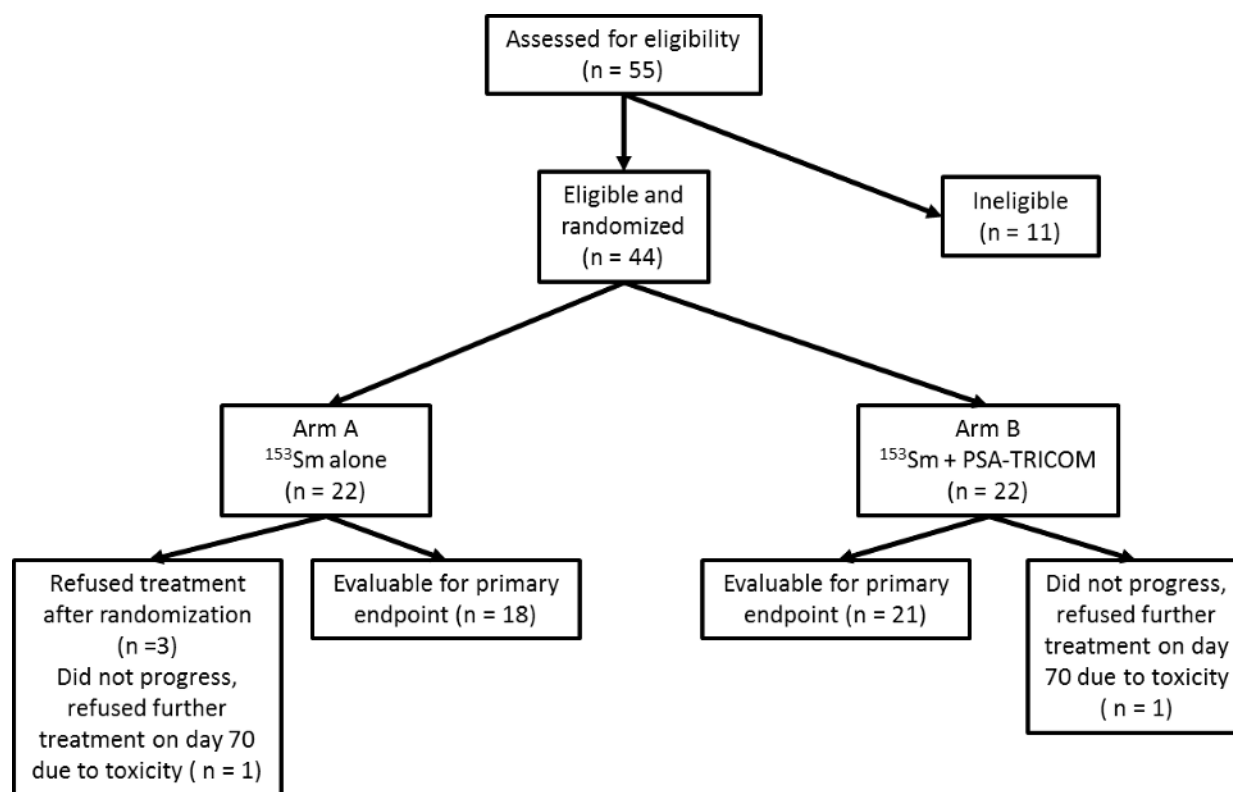 Assessed for eligibility
(n = 55)
Eligible and
randomized
(n = 44)
Ineligible
(n = 11)
Arm A
¹⁵³Sm alone
(n = 22)
Arm B
¹⁵³Sm + PSA-TRICOM
(n = 22)
Refused treatment
after randomization
(n =3)
Did not progress,
refused further
treatment on day 70
due to toxicity ( n = 1)
Evaluable for primary
endpoint (n = 18)
Evaluable for primary
endpoint (n = 21)
Did not progress,
refused further
treatment on day
70 due to toxicity
( n = 1)